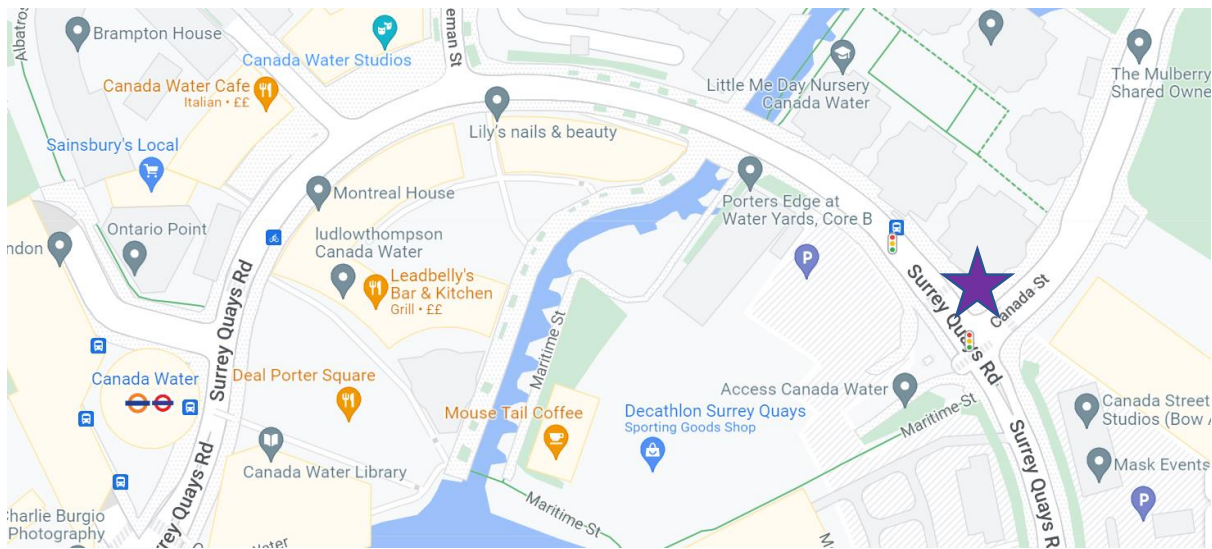 Albatros
Brampton House
Canada Water Studios
eman St
Canada Water Cafe
Italian • ££
Little Me Day Nursery
Canada Water
The Mulberry
Shared Owne
Lily's nails & beauty
Sainsbury's Local
Montreal House
Porters Edge at
Water Yards, Core B
Ontario Point
ludlowthompson
Canada Water
ndon
P
Leadbelly's
Bar & Kitchen
Grill • ££
Surrey Quays Rd
Surrey Quays Rd
Canada St
Maritime St
Canada Water
Deal Porter Square
Access Canada Water
Mouse Tail Coffee
Decathlon Surrey Quays
Sporting Goods Shop
Maritime St
Canada Street
Studios (Bow A
Surrey Quays R
Canada Water Library
Mask Events
P
Maritime St
Charlie Burgio
Photography
rrey Quays Rd
Water
M